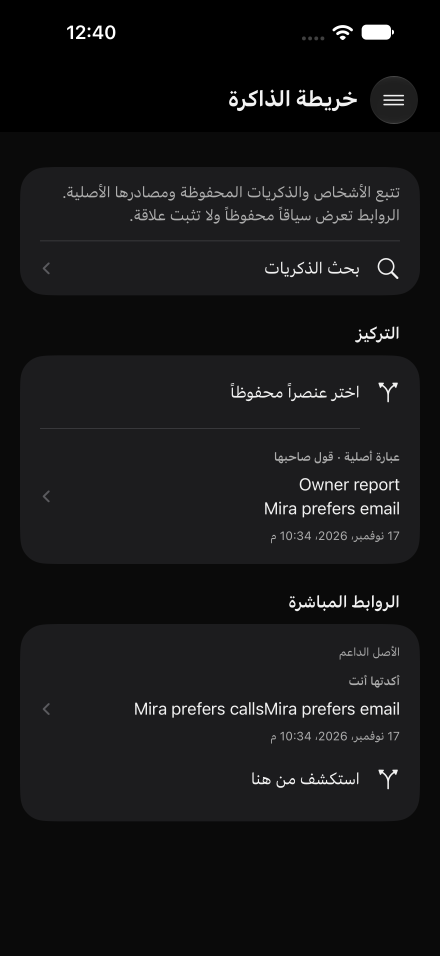 12:40
خريطة الذاكرة
تتبع الأشخاص والذكريات المحفوظة ومصادرها الأصلية.
الروابط تعرض سياقاً محفوظاً ولا تثبت علاقة.
بحث الذكريات
التركيز
اختر عنصراً محفوظاً
عبارة أصلية · قول صاحبها
Owner report
Mira prefers email
17 نوفمبر، 2026، 10:34 م
الروابط المباشرة
الأصل الداعم
أكدتها أنت
Mira prefers callsMira prefers email
17 نوفمبر، 2026، 10:34 م
استكشف من هنا